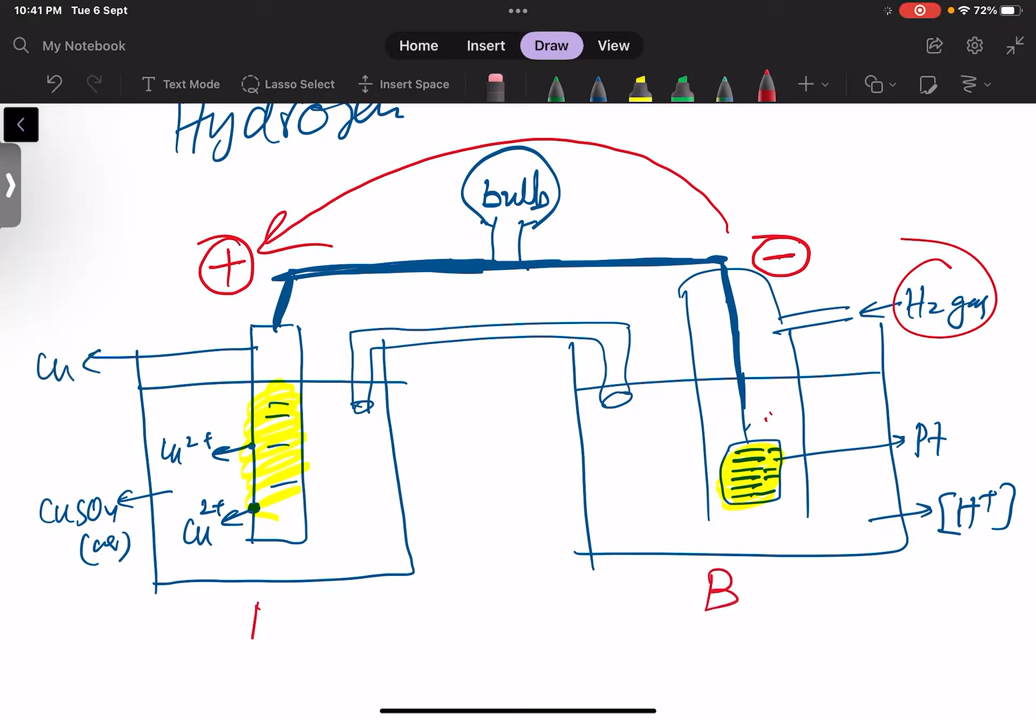 10:41 PM Tue 6 Sep
72%
My Notebook
Home Insert Draw View
Text Mode Lasso Select Insert Space
Hydrogen
bulb
+
-
H2 gas
Cu
Cu2+
Pt
CuSO4
(aq)
Cu2+
[H+]
B